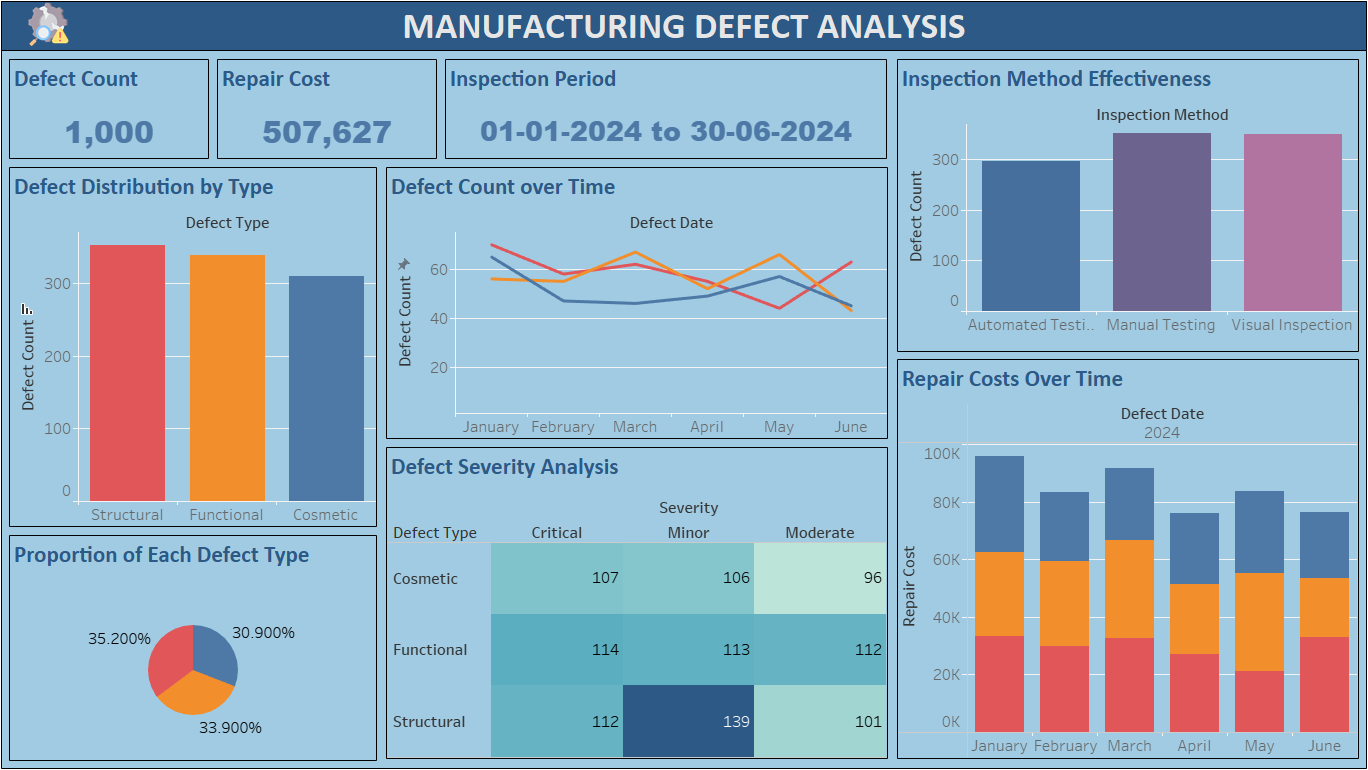 MANUFACTURING DEFECT ANALYSIS
Defect Count
1,000
Repair Cost
507,627
Inspection Period
01-01-2024 to 30-06-2024
Inspection Method Effectiveness
Inspection Method
Defect Count
300
200
100
0
Automated Testi.. Manual Testing Visual Inspection
Defect Distribution by Type
Defect Type
Defect Count
300
200
100
0
Structural Functional Cosmetic
Defect Count over Time
Defect Date
Defect Count
60
40
20
January February March April May June
Repair Costs Over Time
Defect Date
2024
Repair Cost
100K
80K
60K
40K
20K
0K
January February March April May June
Defect Severity Analysis
Severity
Defect Type Critical Minor Moderate
Cosmetic 107 106 96
Functional 114 113 112
Structural 112 139 101
Proportion of Each Defect Type
35.200% 30.900%
33.900%